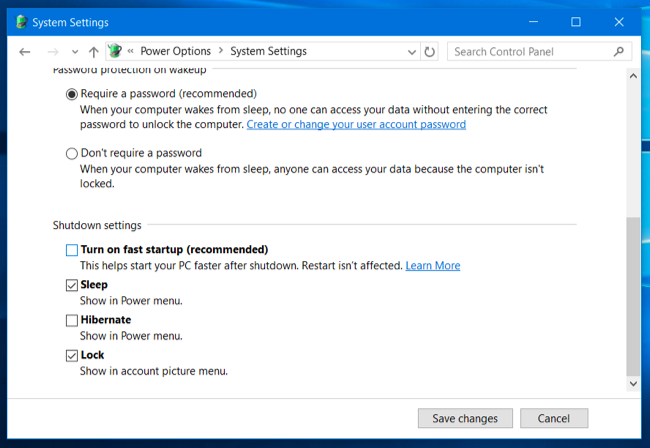 System Settings
« Power Options > System Settings
Search Control Panel
Password protection on wakeup
Require a password (recommended)
When your computer wakes from sleep, no one can access your data without entering the correct
password to unlock the computer. Create or change your user account password
Don't require a password
When your computer wakes from sleep, anyone can access your data because the computer isn't
locked.
Shutdown settings
Turn on fast startup (recommended)
This helps start your PC faster after shutdown. Restart isn't affected. Learn More
Sleep
Show in Power menu.
Hibernate
Show in Power menu.
Lock
Show in account picture menu.
Save changes
Cancel